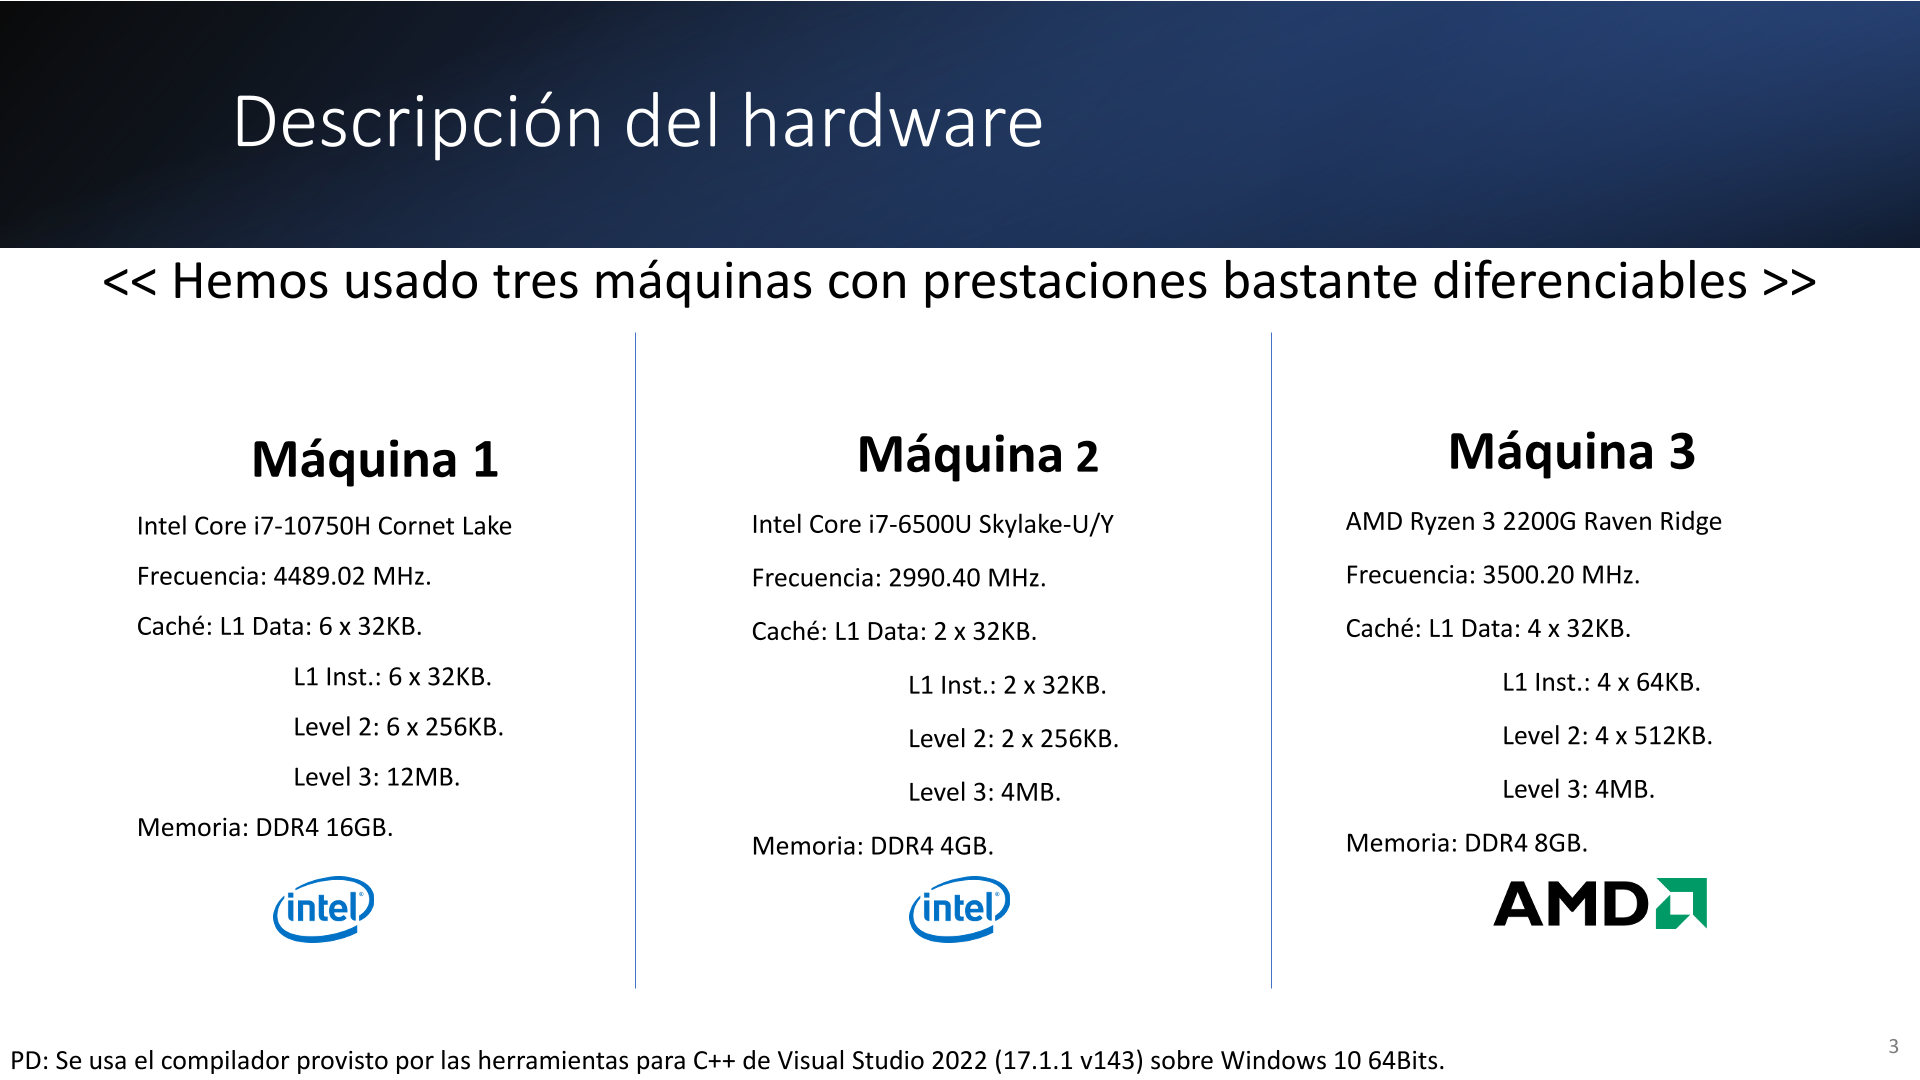 Descripción del hardware
<< Hemos usado tres máquinas con prestaciones bastante diferenciables >>
Máquina 1
Intel Core i7-10750H Cornet Lake
Frecuencia: 4489.02 MHz.
Caché: L1 Data: 6 x 32KB.
L1 Inst.: 6 x 32KB.
Level 2: 6 x 256KB.
Level 3: 12MB.
Memoria: DDR4 16GB.
intel®
Máquina 2
Intel Core i7-6500U Skylake-U/Y
Frecuencia: 2990.40 MHz.
Caché: L1 Data: 2 x 32KB.
L1 Inst.: 2 x 32KB.
Level 2: 2 x 256KB.
Level 3: 4MB.
Memoria: DDR4 4GB.
intel®
Máquina 3
AMD Ryzen 3 2200G Raven Ridge
Frecuencia: 3500.20 MHz.
Caché: L1 Data: 4 x 32KB.
L1 Inst.: 4 x 64KB.
Level 2: 4 x 512KB.
Level 3: 4MB.
Memoria: DDR4 8GB.
AMD
PD: Se usa el compilador provisto por las herramientas para C++ de Visual Studio 2022 (17.1.1 v143) sobre Windows 10 64Bits.
3